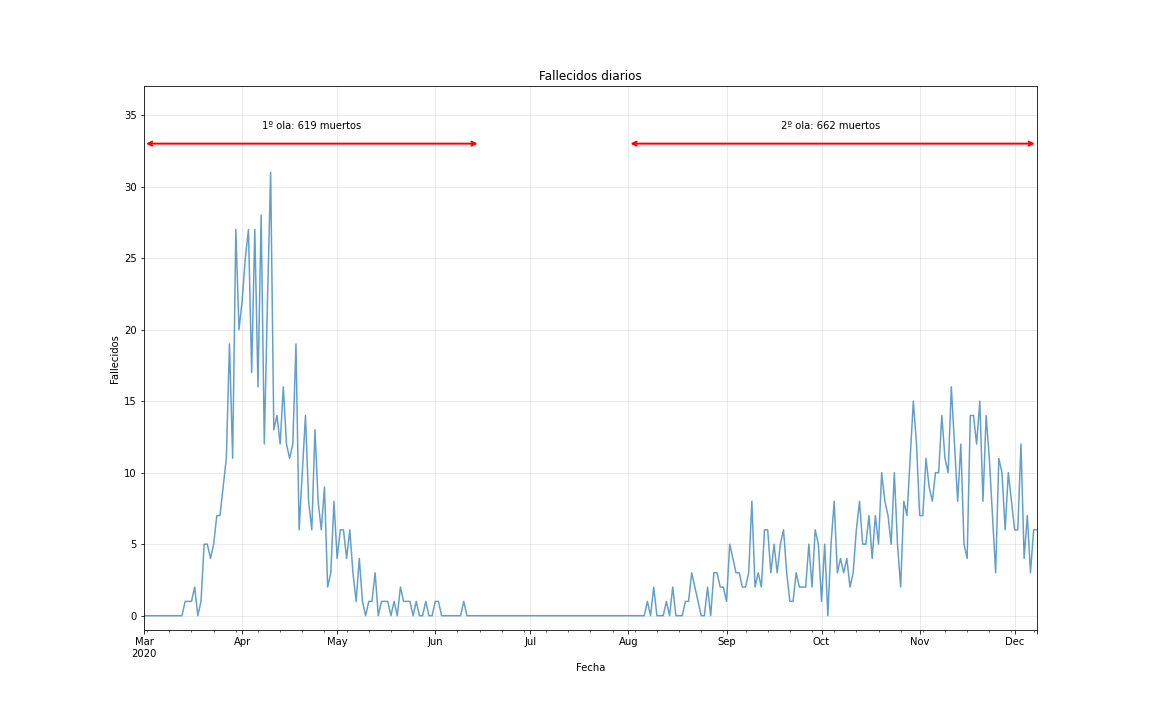 Fallecidos diarios
1º ola: 619 muertos
2º ola: 662 muertos
Fallecidos
35
30
25
20
15
10
5
0
Mar Apr May Jun Jul Aug Sep Oct Nov Dec
2020
Fecha